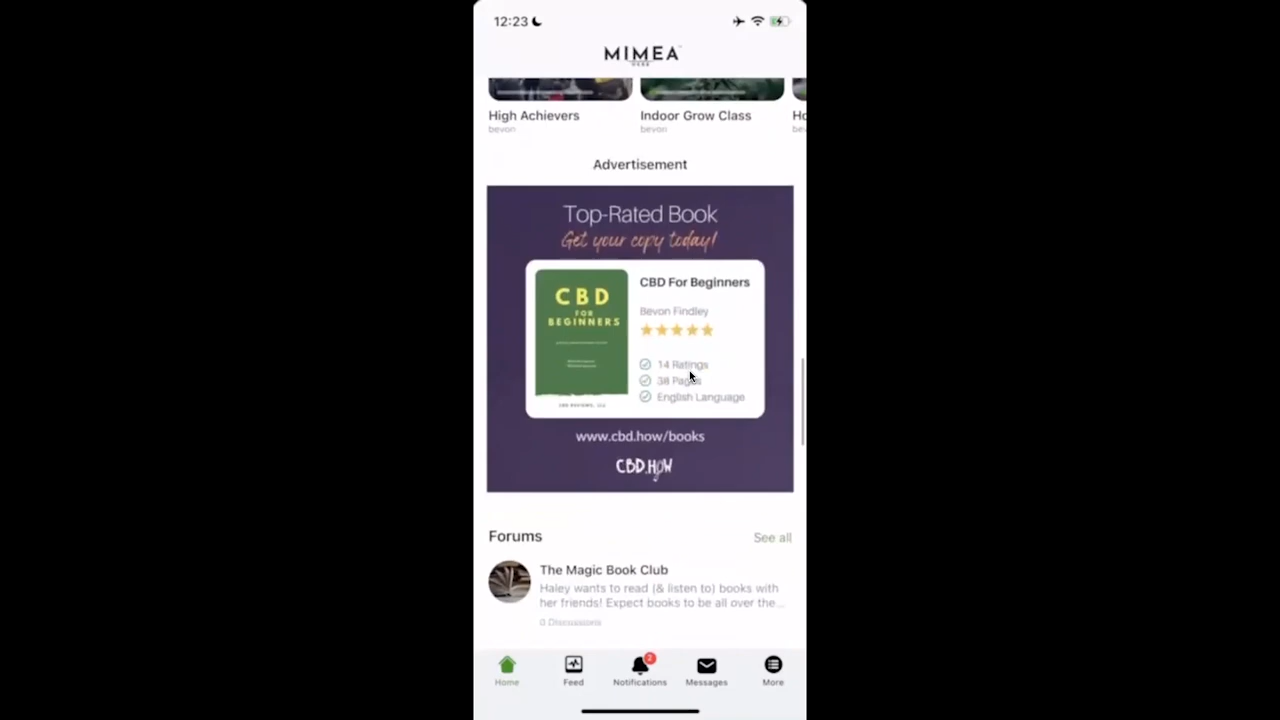 12:23
MIMEA
High Achievers
bevon
Indoor Grow Class
bevon
Ho
bev
Advertisement
Top-Rated Book
Get your copy today!
CBD
FOR
BEGINNERS
CBD For Beginners
Bevon Findley
14 Ratings
38 Pages
English Language
www.cbd.how/books
CBD.HOW
Forums
See all
The Magic Book Club
Haley wants to read (& listen to) books with
her friends! Expect books to be all over the...
0 Discussions
2
Home
Feed
Notifications
Messages
More